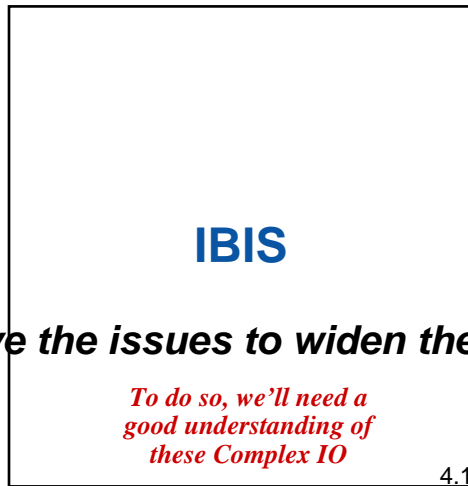 IBIS
e the issues to widen the
To do so, we’ll need a
good understanding of
these Complex IO
4.1